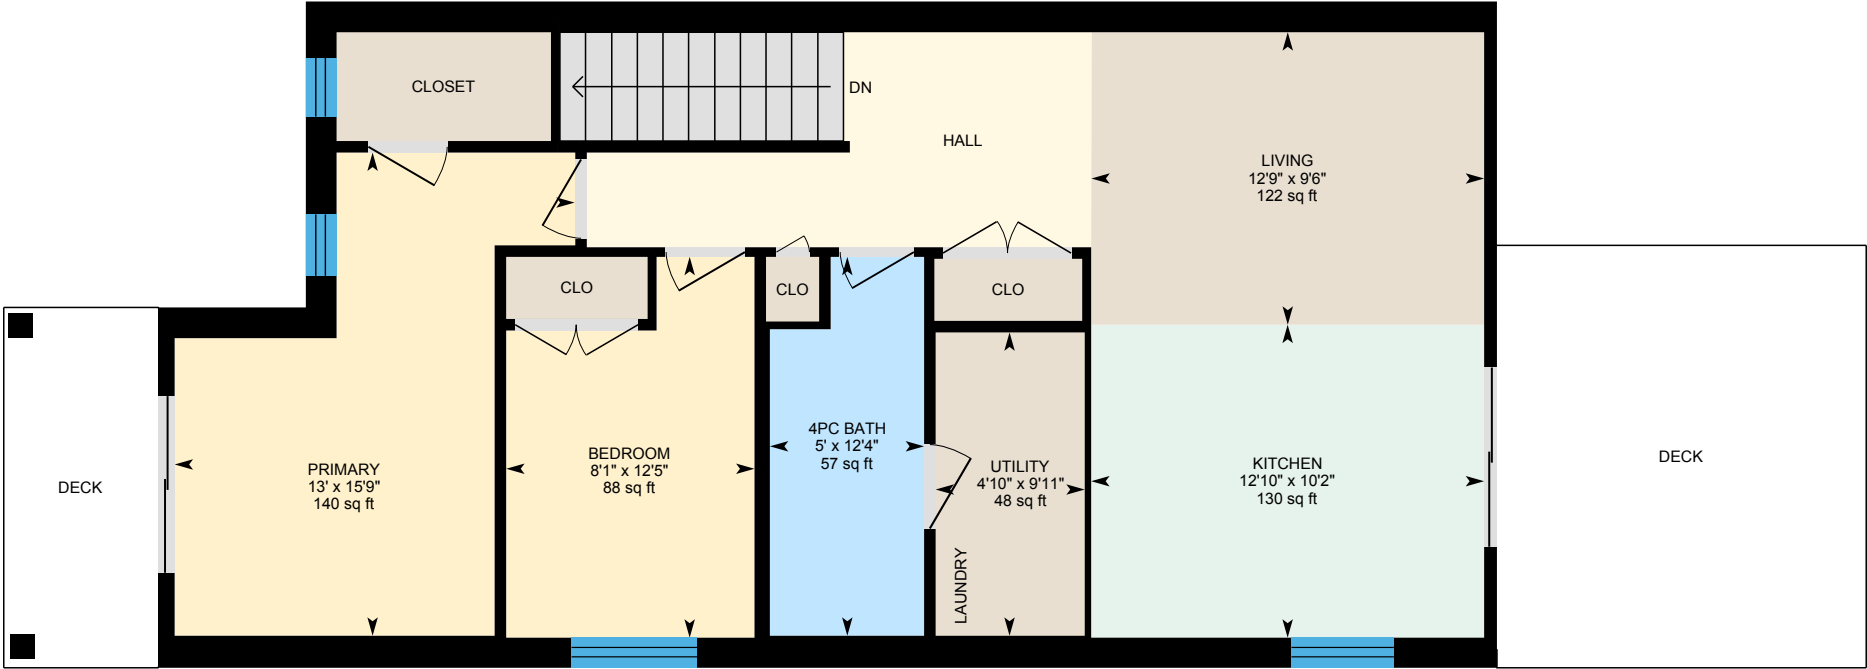 CLOSET
DN
HALL
LIVING
12'9" x 9'6"
122 sq ft
CLO
CLO
CLO
DECK
PRIMARY
13' x 15'9"
140 sq ft
BEDROOM
8'1" x 12'5"
88 sq ft
4PC BATH
5' x 12'4"
57 sq ft
UTILITY
4'10" x 9'11"
48 sq ft
LAUNDRY
KITCHEN
12'10" x 10'2"
130 sq ft
DECK